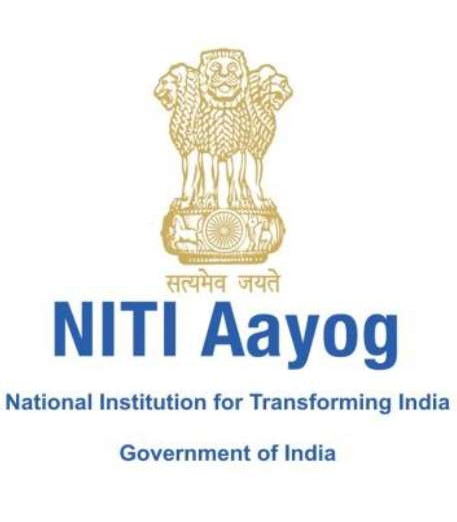 सत्यमेव जयते
NITI Aayog
National Institution for Transforming India
Government of India